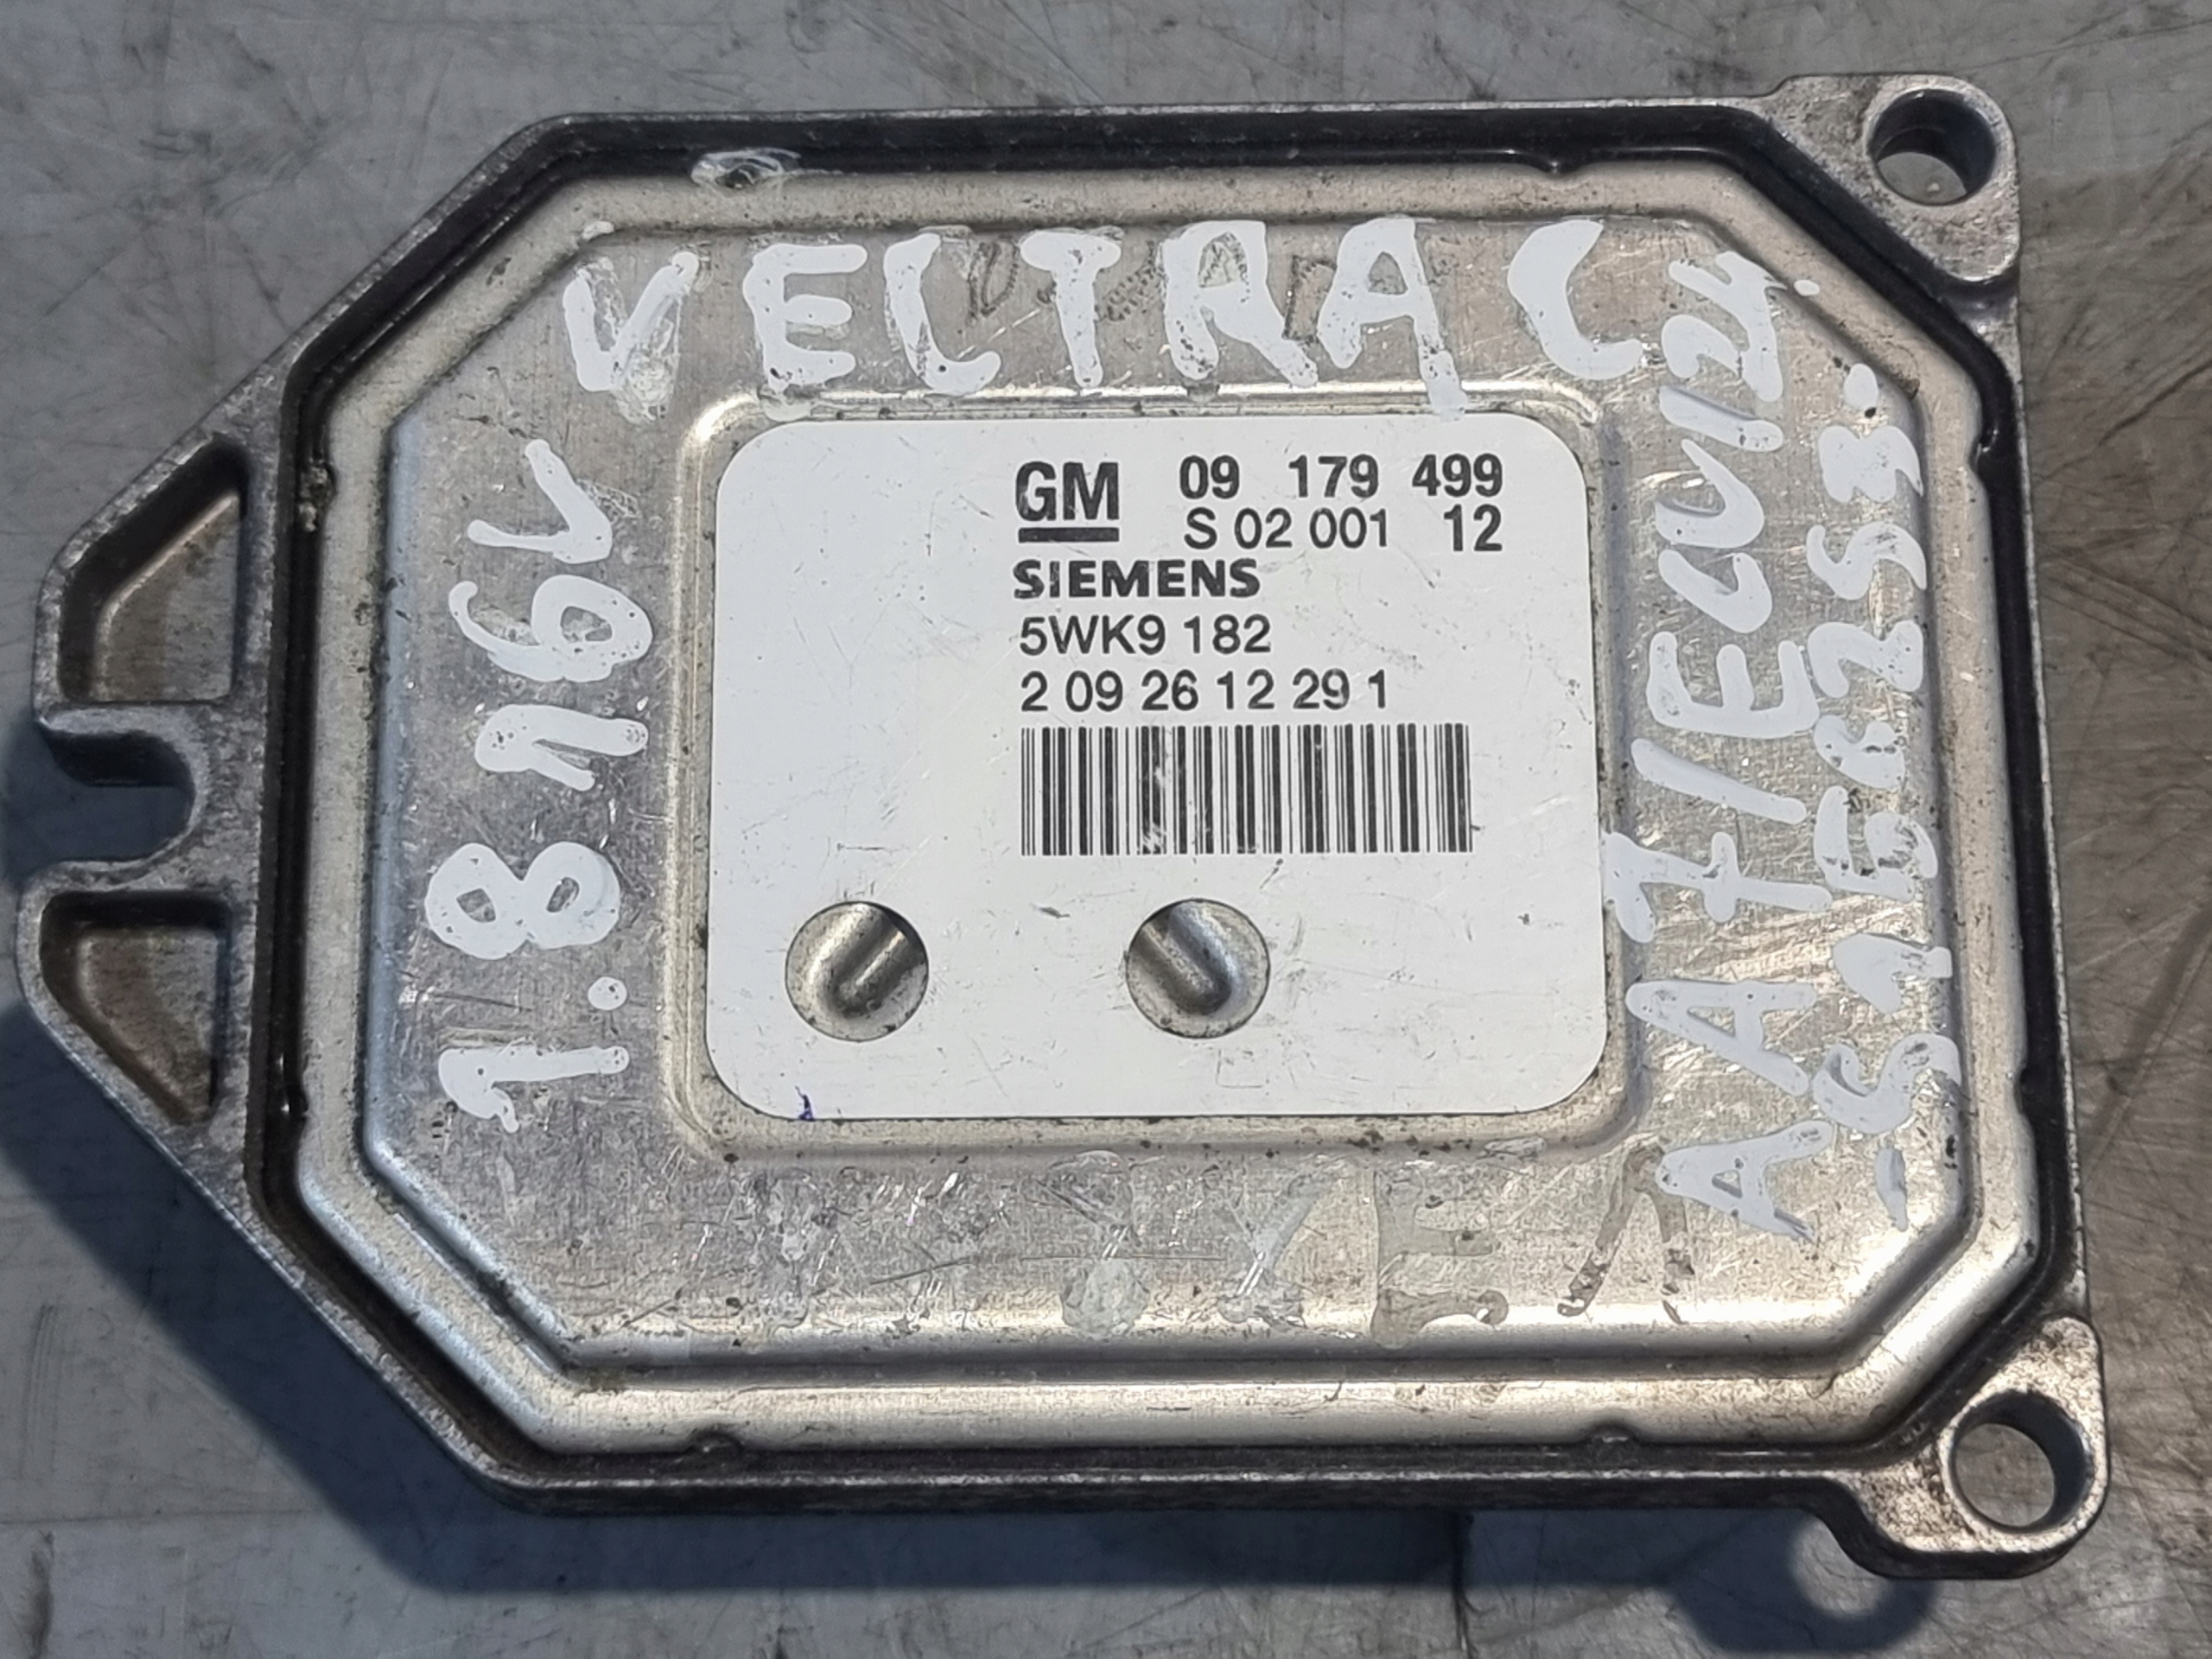 VECTRA C
1.8 16V
GM 09 179 499
S 02 001 12
SIEMENS
5WK9 182
2 09 26 12 29 1